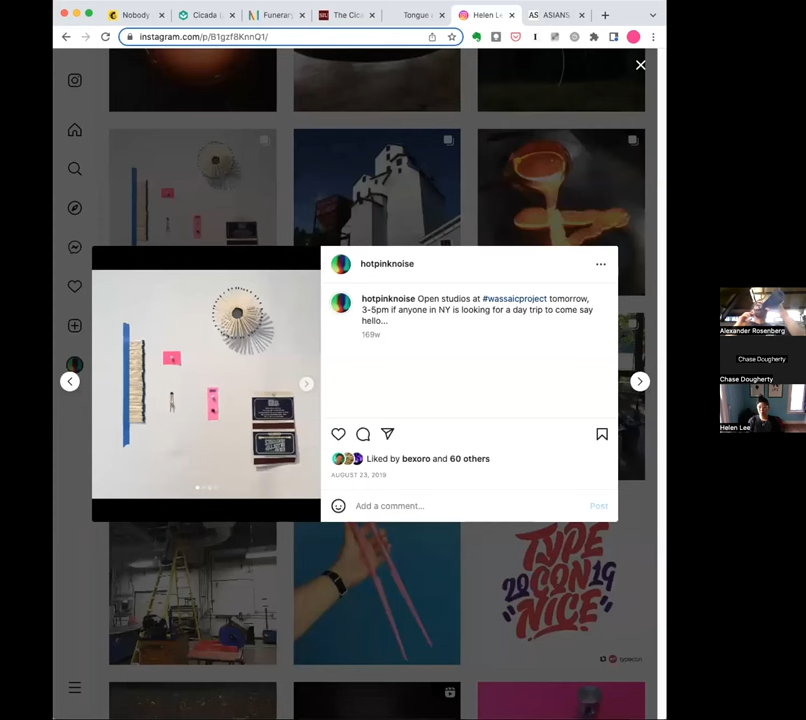 Nobody
Cicada (
Funerary
The Cica
Tongue a
Helen Le
ASIANS
instagram.com/p/B1gzf8KnnQ1/
hotpinknoise
hotpinknoise Open studios at #wassaicproject tomorrow,
3-5pm if anyone in NY is looking for a day trip to come say
hello...
169w
Liked by bexoro and 60 others
AUGUST 23, 2019
Add a comment...
Post
TYPE
20 CON 19
NICE
typecon
Alexander Rosenberg
Chase Dougherty
Chase Dougherty
Helen Lee